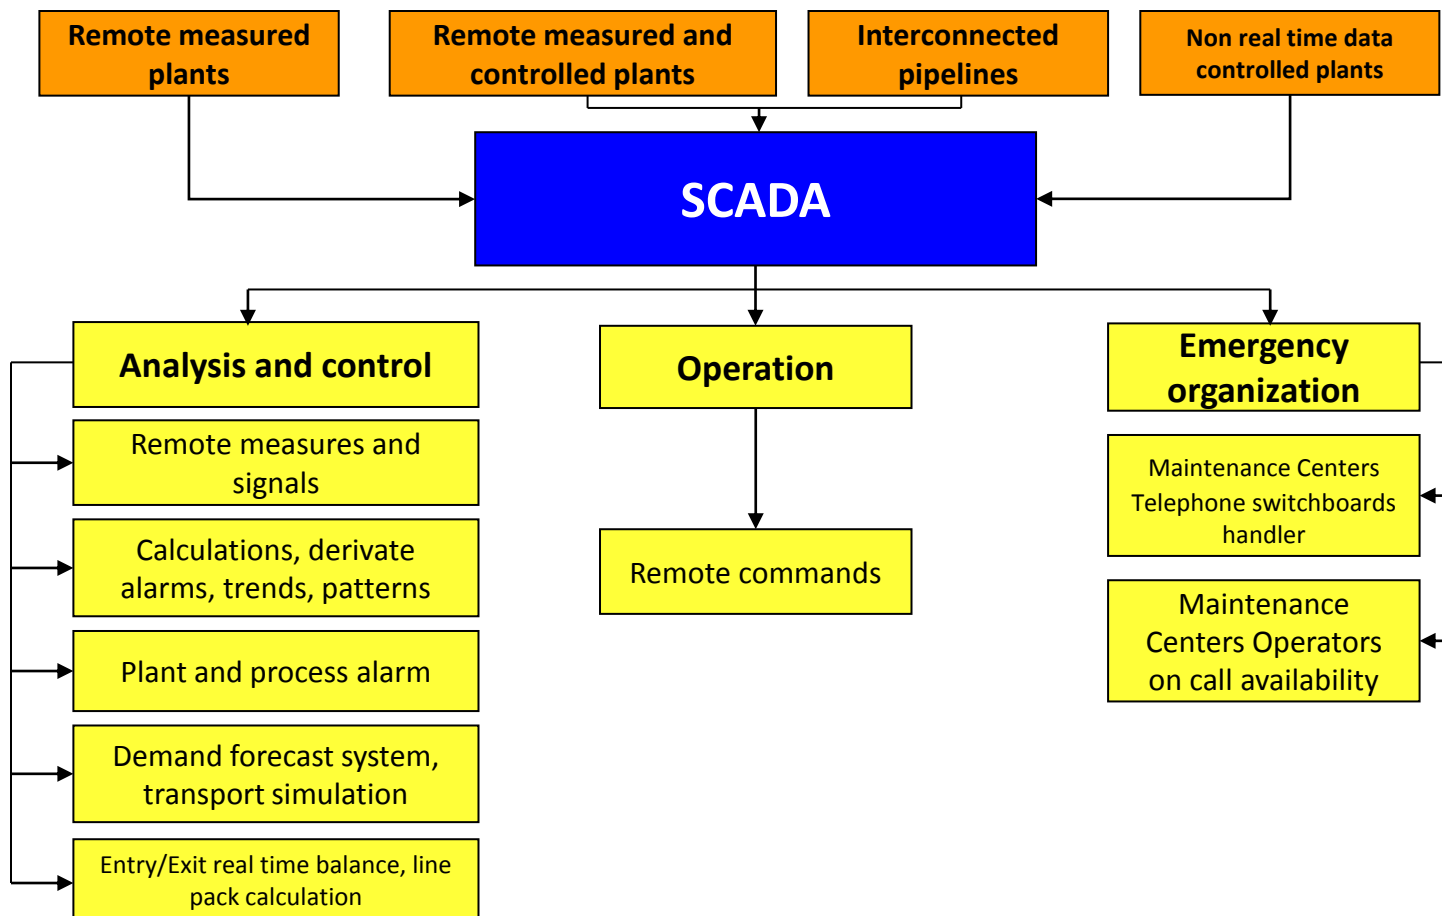 Remote measured
plants
Remote measured and
controlled plants
Interconnected
pipelines
Non real time data
controlled plants
SCADA
Analysis and control
Remote measures and
signals
Calculations, derivate
alarms, trends, patterns
Plant and process alarm
Demand forecast system,
transport simulation
Entry/Exit real time balance, line
pack calculation
Operation
Remote commands
Emergency
organization
Maintenance Centers
Telephone switchboards
handler
Maintenance
Centers Operators
on call availability